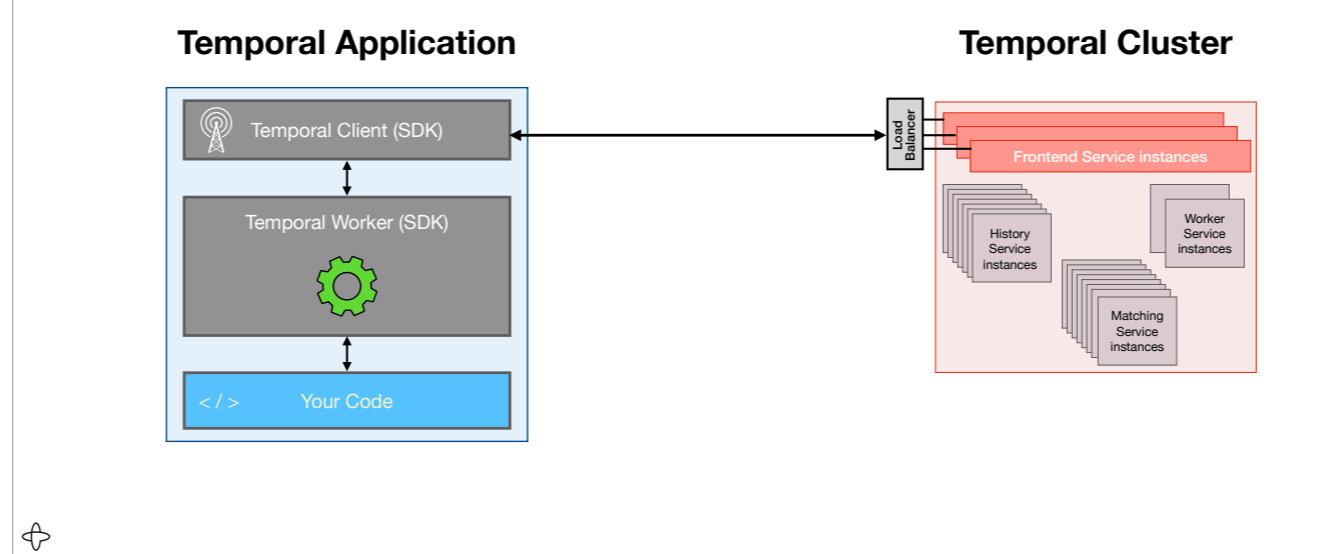 Temporal Application
Temporal Cluster
Temporal Client (SDK)
Load
Balancer
Frontend Service instances
Temporal Worker (SDK)
History
Service
instances
Worker
Service
instances
Matching
Service
instances
< / >
Your Code